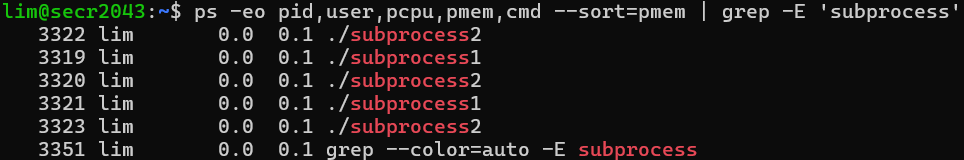 lim@secr2043:~$ ps -eo pid,user,pcpu,pmem,cmd --sort=pmem | grep -E 'subprocess'
3322 lim 0.0 0.1 ./subprocess2
3319 lim 0.0 0.1 ./subprocess1
3320 lim 0.0 0.1 ./subprocess2
3321 lim 0.0 0.1 ./subprocess1
3323 lim 0.0 0.1 ./subprocess2
3351 lim 0.0 0.1 grep --color=auto -E subprocess